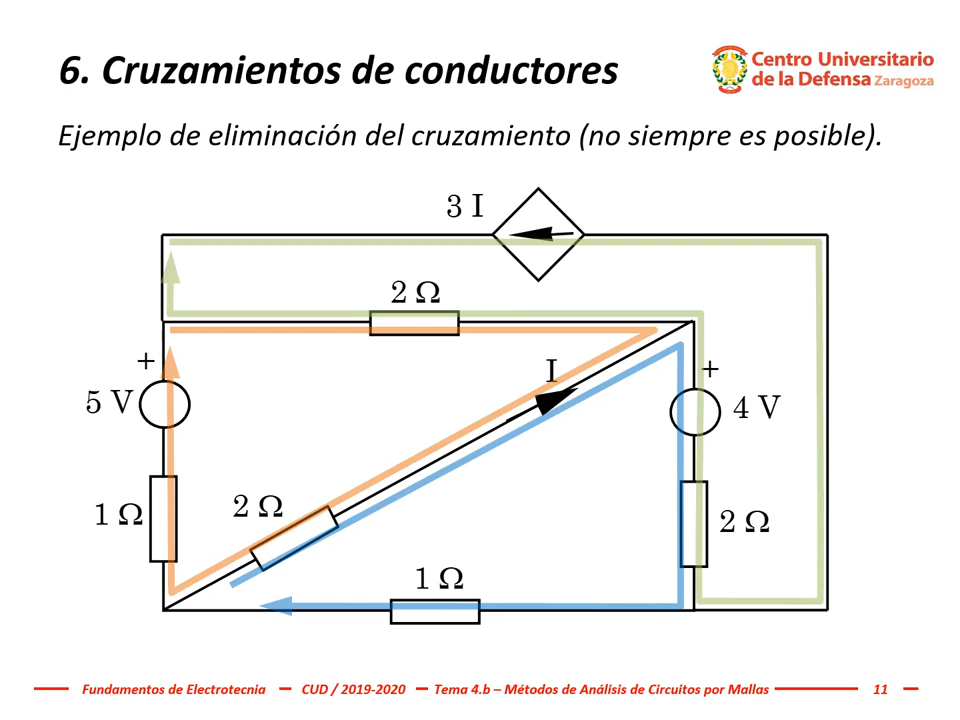 6. Cruzamientos de conductores
Centro Universitario
de la Defensa Zaragoza
Ejemplo de eliminación del cruzamiento (no siempre es posible).
3 I
2 Ω
+
I
+
5 V
4 V
1 Ω
2 Ω
2 Ω
1 Ω
Fundamentos de Electrotecnia
CUD / 2019-2020
Tema 4.b – Métodos de Análisis de Circuitos por Mallas
11